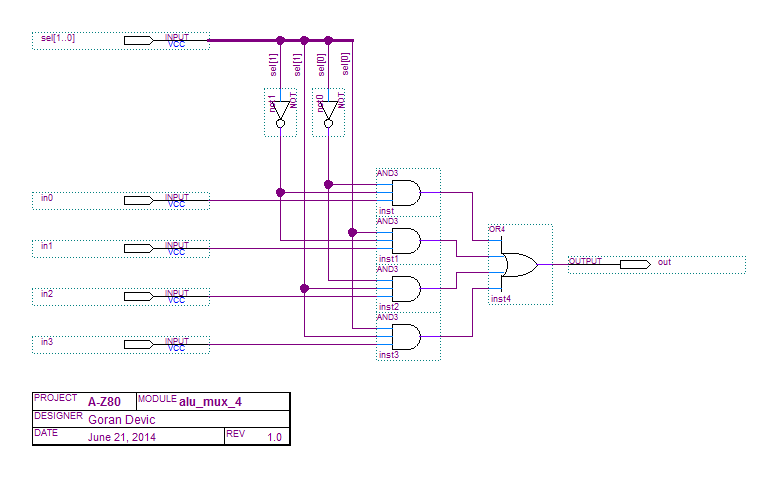 sel[1..0]
INPUT
VCC
sel[1]
sel[1]
sel[0]
sel[0]
not1
NOT
not0
NOT
in0
INPUT
VCC
AND3
inst
in1
INPUT
VCC
AND3
inst1
in2
INPUT
VCC
AND3
inst2
in3
INPUT
VCC
AND3
inst3
OR4
inst4
OUTPUT
out
PROJECT A-Z80 MODULE alu_mux_4
DESIGNER Goran Devic
DATE June 21, 2014 REV 1.0